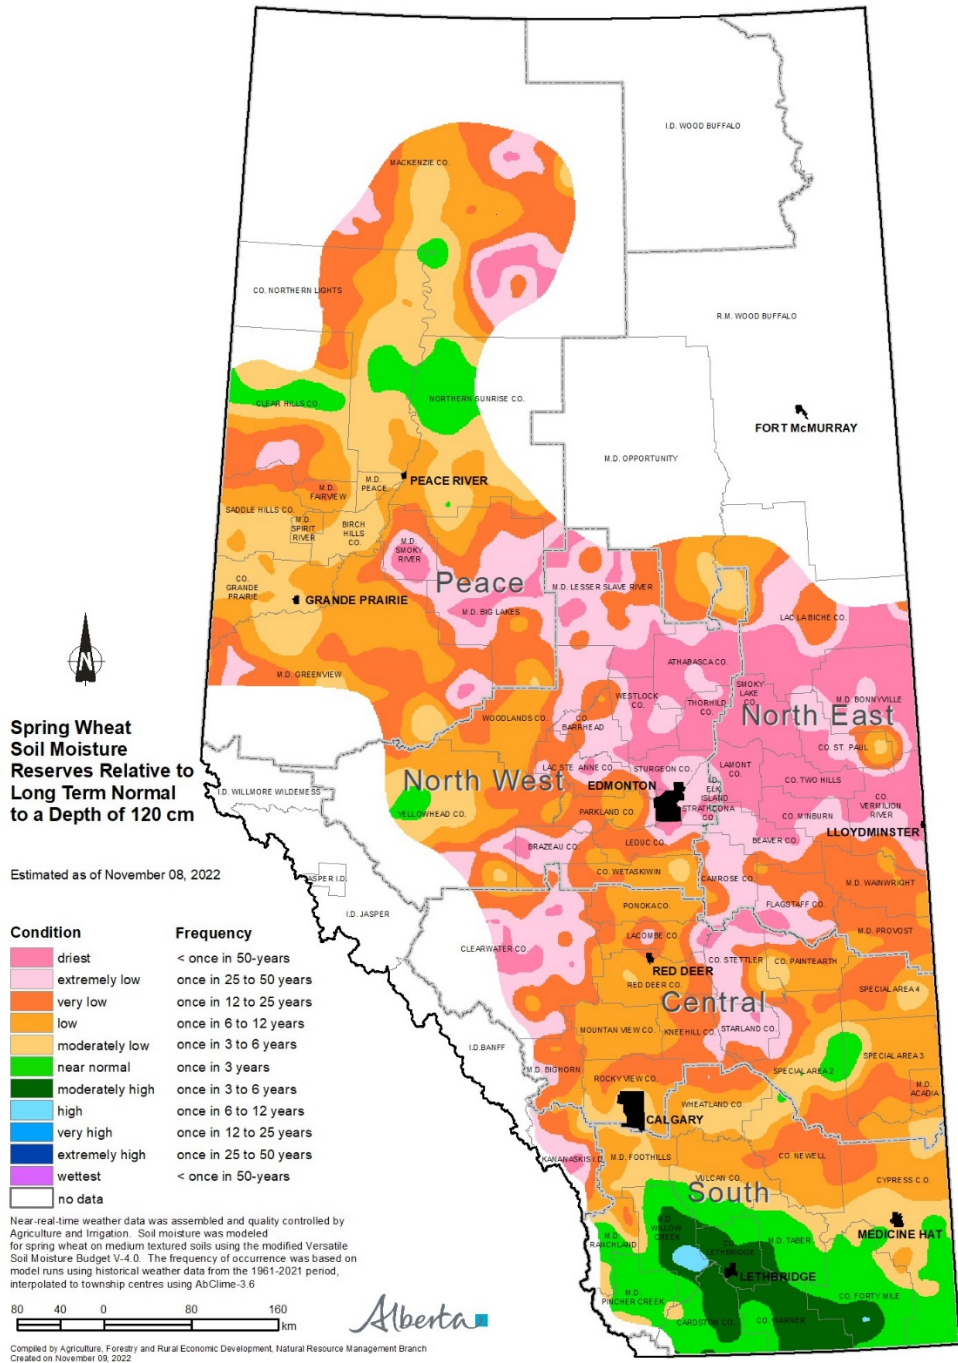 I.D. WOOD BUFFALO
MACKENZIE CO.
CO. NORTHERN LIGHTS
R.M. WOOD BUFFALO
CLEAR HILLS CO.
NORTHERN SUNRISE CO.
FORT McMURRAY
M.D. OPPORTUNITY
PEACE RIVER
M.D.
PEACE
M.D.
FAIRVIEW
SADDLE HILLS CO.
M.D.
SPIRIT
RIVER
BIRCH
HILLS
CO.
M.D.
SMOKY
RIVER
Peace
M.D. LESSER SLAVE RIVER
CO.
GRANDE
PRAIRIE
GRANDE PRAIRIE
M.D. BIG LAKES
LAC LA BICHE CO.
N
M.D. GREENVIEW
ATHABASCA CO.
WESTLOCK
CO.
THORHILD
CO.
SMOKY
LAKE
CO.
M.D. BONNYVILLE
North East
WOODLANDS CO.
CO.
BARRHEAD
CO. ST. PAUL
Spring Wheat
Soil Moisture
Reserves Relative to
Long Term Normal
to a Depth of 120 cm
North West
LAC STE ANNE CO.
STURGEON CO.
LAMONT
CO.
I.D. WILLMORE WILDERNESS
EDMONTON
I.D.
ELK
ISLAND
CO. TWO HILLS
CO.
VERMILION
RIVER
YELLOWHEAD CO.
PARKLAND CO.
STRATHCONA
CO.
CO. MINBURN
LLOYDMINSTER
BRAZEAU CO.
LEDUC CO.
BEAVER CO.
Estimated as of November 08, 2022
JASPER I.D.
CO. WETASKIWIN
CAMROSE CO.
M.D. WAINWRIGHT
I.D. JASPER
PONOKA CO.
FLAGSTAFF CO.
M.D. PROVOST
CLEARWATER CO.
LACOMBE CO.
CO. STETTLER
CO. PAINTEARTH
RED DEER
RED DEER CO.
Central
SPECIAL AREA 4
MOUNTAIN VIEW CO.
KNEEHILL CO.
STARLAND CO.
I.D. BANFF
M.D. BIGHORN
SPECIAL AREA 3
ROCKY VIEW CO.
SPECIAL AREA 2
M.D.
ACADIA
WHEATLAND CO.
CALGARY
KANANASKIS I.D.
M.D. FOOTHILLS
CO. NEWELL
VULCAN CO.
South
CYPRESS C.O.
M.D.
WILLOW
CREEK
M.D.
RANCHLAND
CO.
LETHBRIDGE
M.D. TABER
MEDICINE HAT
LETHBRIDGE
M.D.
PINCHER CREEK
CO. FORTY MILE
CARDSTON CO.
CO. WARNER
Condition Frequency
driest < once in 50-years
extremely low once in 25 to 50 years
very low once in 12 to 25 years
low once in 6 to 12 years
moderately low once in 3 to 6 years
near normal once in 3 years
moderately high once in 3 to 6 years
high once in 6 to 12 years
very high once in 12 to 25 years
extremely high once in 25 to 50 years
wettest < once in 50-years
no data
Near-real-time weather data was assembled and quality controlled by
Agriculture and Irrigation. Soil moisture was modeled
for spring wheat on medium textured soils using the modified Versatile
Soil Moisture Budget V-4.0. The frequency of occurrence was based on
model runs using historical weather data from the 1961-2021 period,
interpolated to township centres using AbClime-3.6
80 40 0 80 160
km
Alberta
Compiled by Agriculture, Forestry and Rural Economic Development, Natural Resource Management Branch
Created on November 09, 2022